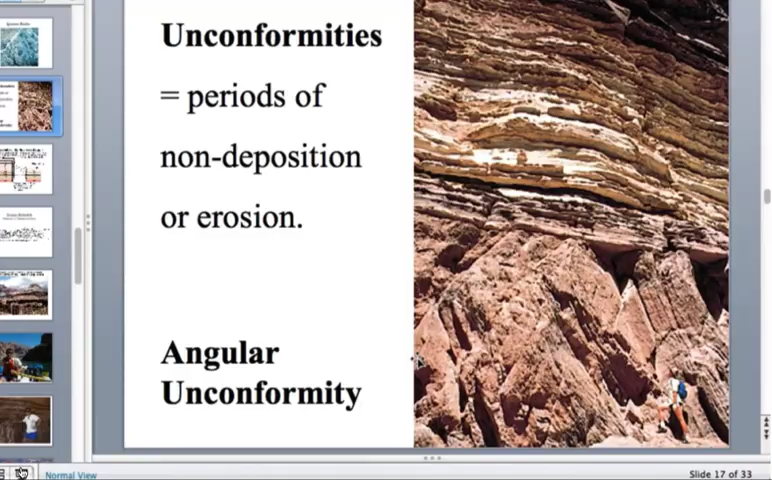 Unconformities
= periods of
non-deposition
or erosion.
Angular
Unconformity
Normal View
Slide 17 of 33